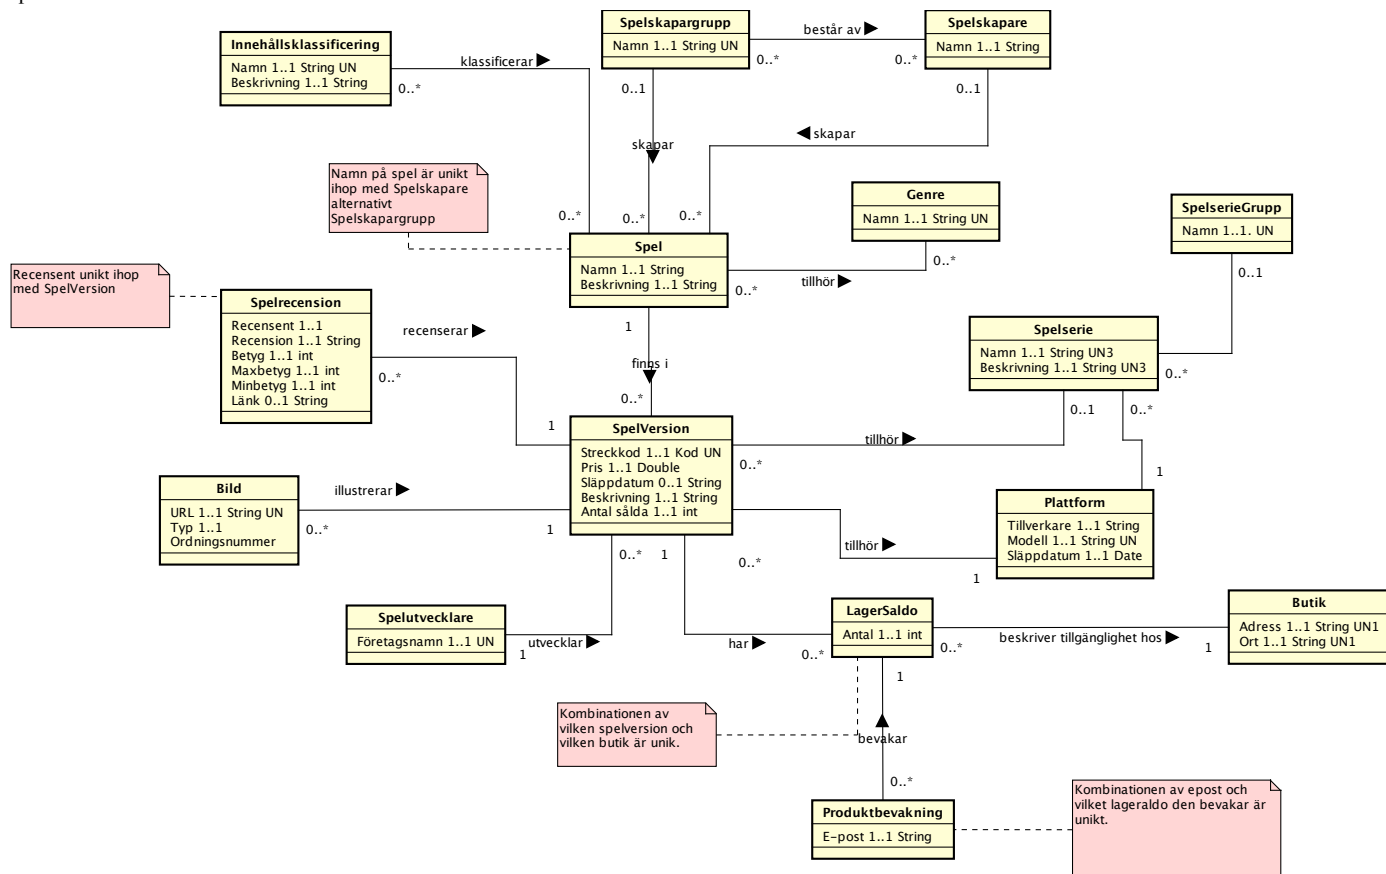 Innehållsklassificering
Namn 1..1 String UN
Beskrivning 1..1 String
0..*
klassificerar
Spelskapargrupp
Namn 1..1 String UN
0..*
består av
0..*
Spelskapare
Namn 1..1 String
0..1
0..1
skapar
skapar
Namn på spel är unikt
ihop med Spelskapare
alternativt
Spelskapargrupp
0..*
0..*
0..*
Genre
Namn 1..1 String UN
0..*
SpelserieGrupp
Namn 1..1. UN
0..1
Spel
Namn 1..1 String
Beskrivning 1..1 String
0..*
tillhör
1
finns i
0..*
Recensent unikt ihop
med SpelVersion
Spelrecension
Recensent 1..1
Recension 1..1 String
Betyg 1..1 int
Maxbetyg 1..1 int
Minbetyg 1..1 int
Länk 0..1 String
recenserar
0..*
1
Spelserie
Namn 1..1 String UN3
Beskrivning 1..1 String UN3
0..*
0..1
0..*
SpelVersion
Streckkod 1..1 Kod UN
Pris 1..1 Double
Släppdatum 0..1 String
Beskrivning 1..1 String
Antal sålda 1..1 int
tillhör
0..*
1
Bild
URL 1..1 String UN
Typ 1..1
Ordningsnummer
illustrerar
0..*
1
Plattform
Tillverkare 1..1 String
Modell 1..1 String UN
Släppdatum 1..1 Date
tillhör
0..*
1
0..*
1
Spelutvecklare
Företagsnamn 1..1 UN
1
utvecklar
har
0..*
LagerSaldo
Antal 1..1 int
0..*
beskriver tillgänglighet hos
1
Butik
Adress 1..1 String UN1
Ort 1..1 String UN1
1
Kombinationen av
vilken spelversion och
vilken butik är unik.
bevakar
0..*
Produktbevakning
E-post 1..1 String
Kombinationen av epost och
vilket lageraldo den bevakar är
unikt.